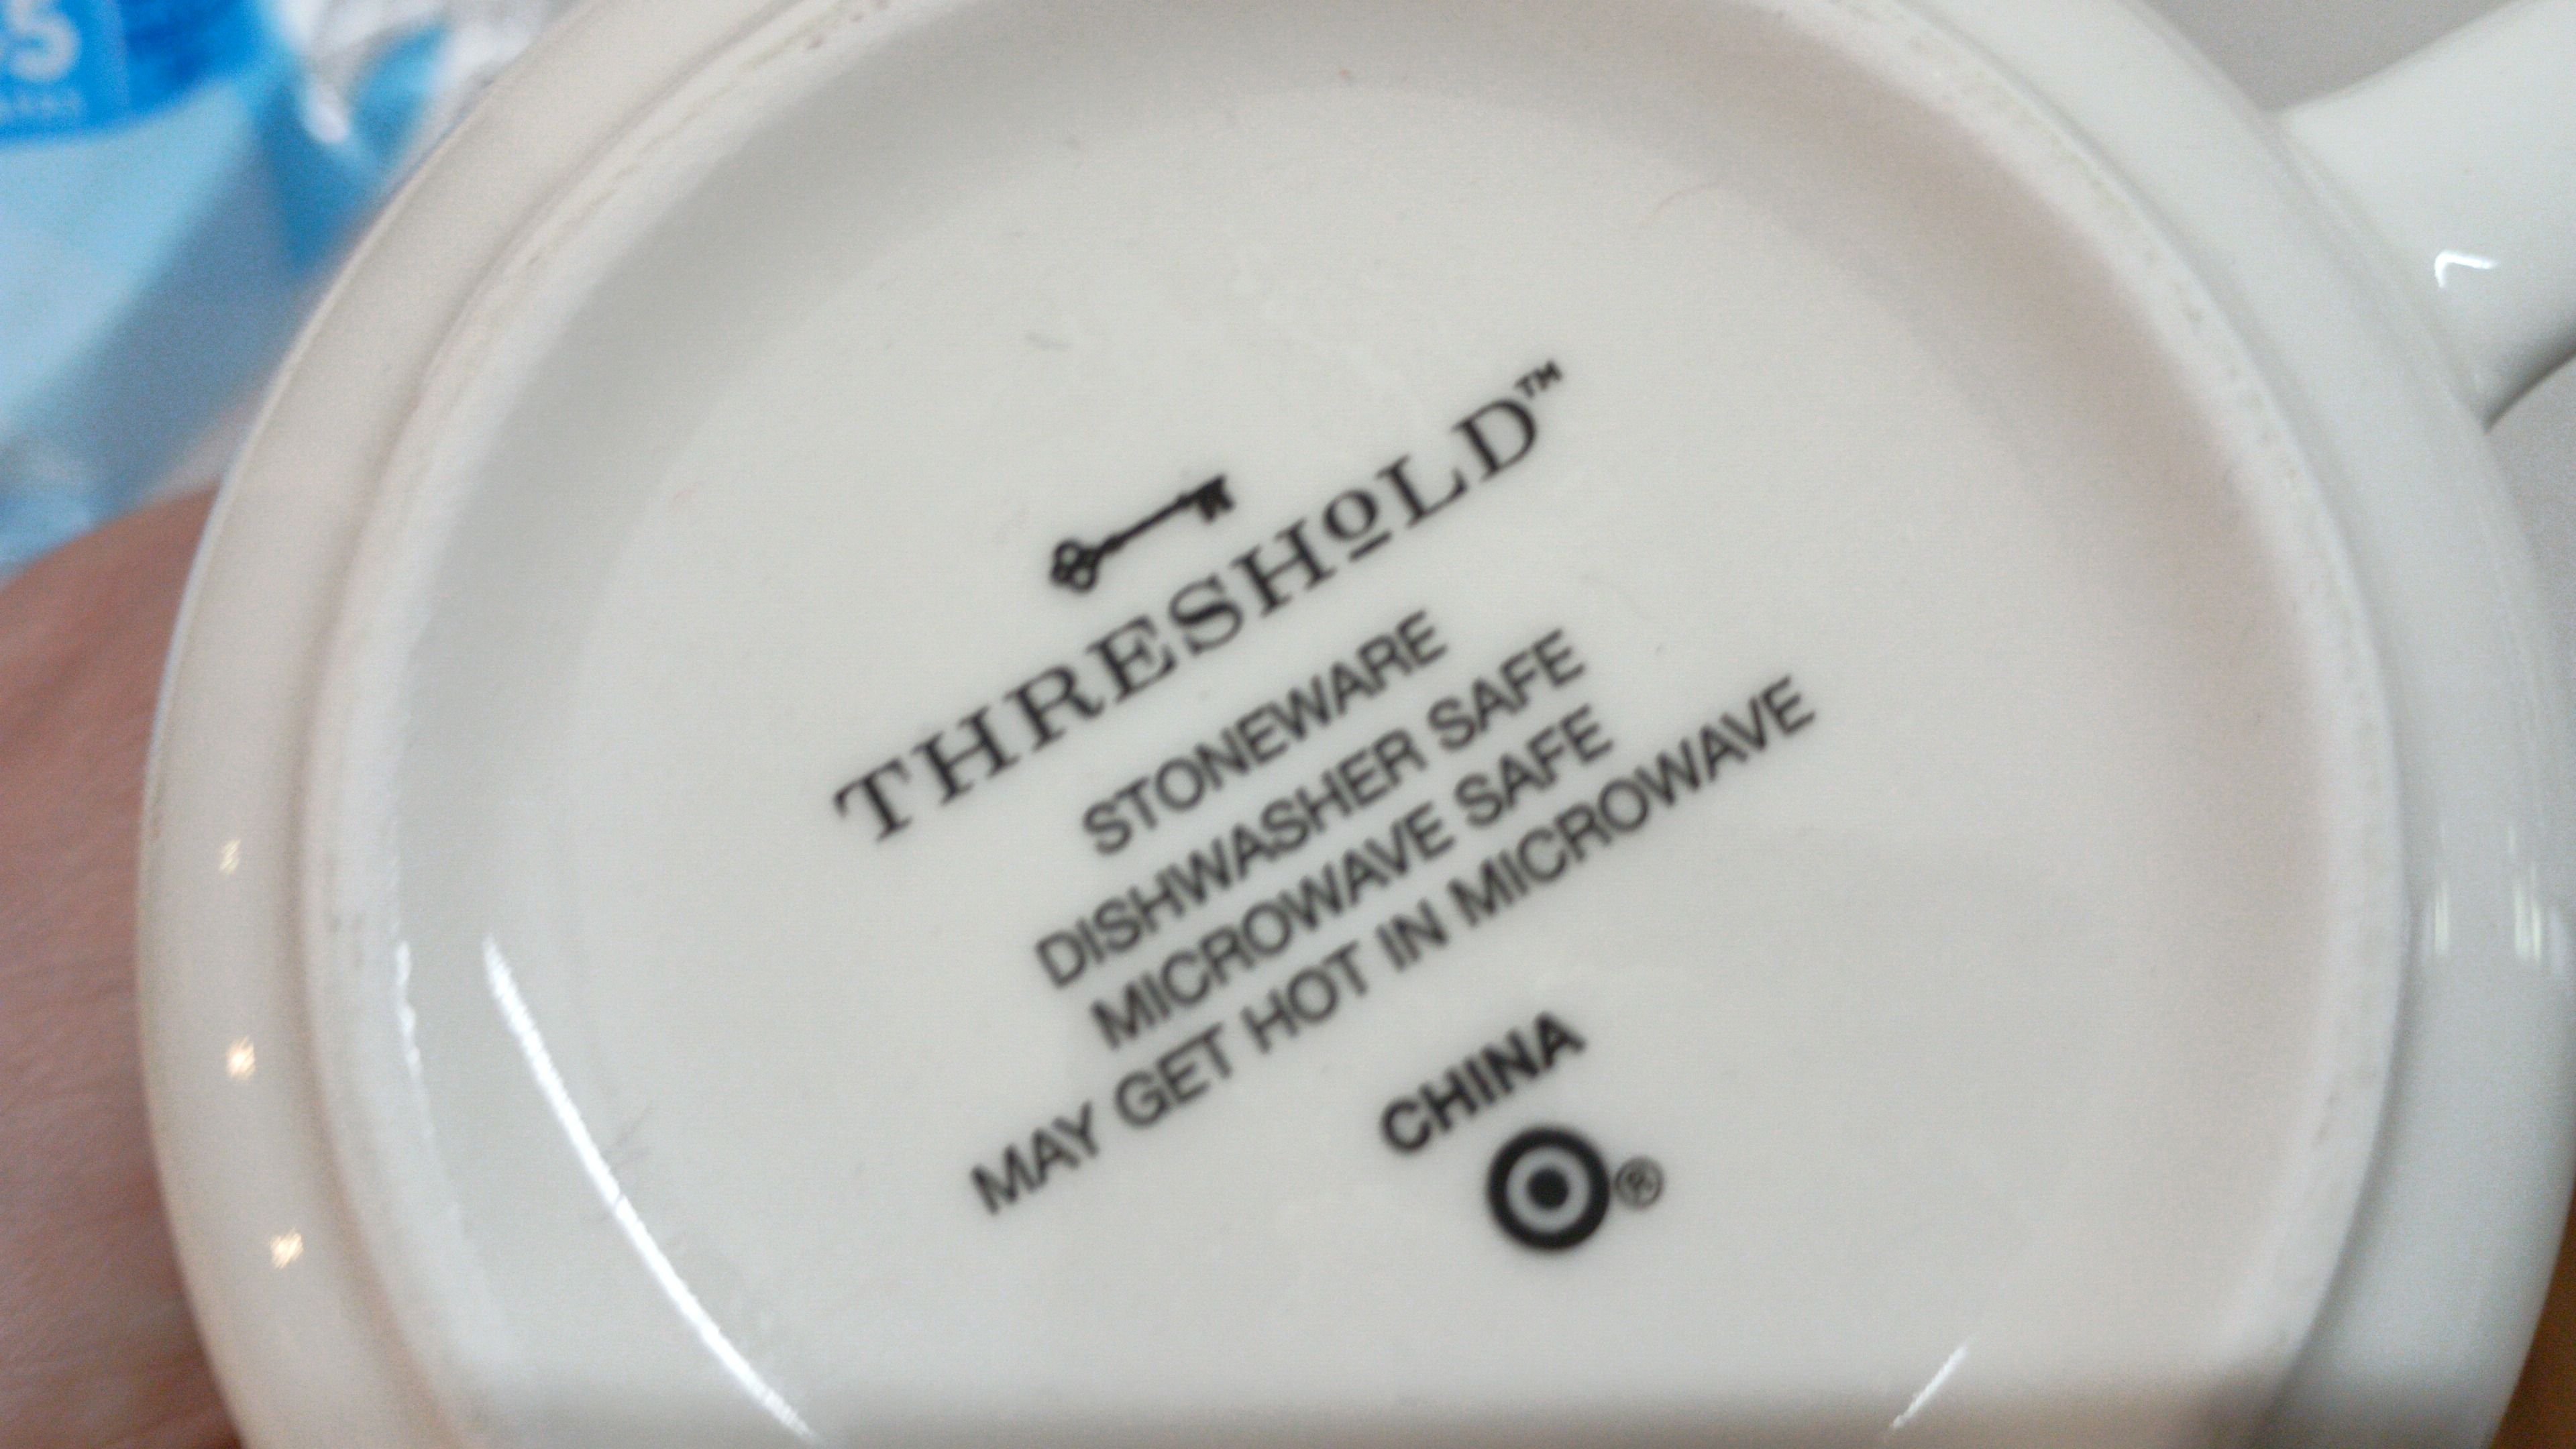 THRESHOLD™
STONEWARE
DISHWASHER SAFE
MICROWAVE SAFE
MAY GET HOT IN MICROWAVE
CHINA
®